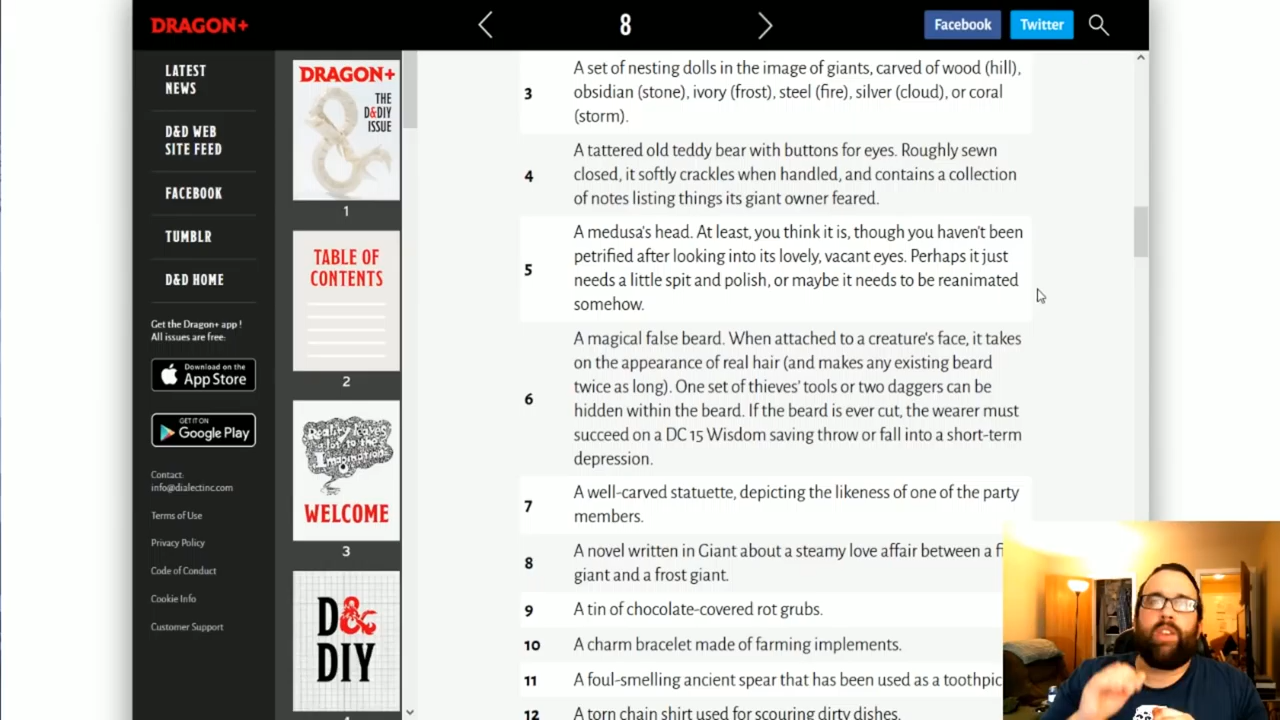 DRAGON+
8
Facebook
Twitter
LATEST
NEWS
D&D WEB
SITE FEED
FACEBOOK
TUMBLR
D&D HOME
Get the Dragon+ app !
All issues are free:
Download on the
App Store
GET IT ON
Google Play
Contact:
info@dialectinc.com
Terms of Use
Privacy Policy
Code of Conduct
Cookie Info
Customer Support
DRAGON+
THE
D&DIY
ISSUE
1
TABLE OF
CONTENTS
2
Reality leaves
a lot to the
Imagination
WELCOME
3
D&
DIY
3
A set of nesting dolls in the image of giants, carved of wood (hill),
obsidian (stone), ivory (frost), steel (fire), silver (cloud), or coral
(storm).
4
A tattered old teddy bear with buttons for eyes. Roughly sewn
closed, it softly crackles when handled, and contains a collection
of notes listing things its giant owner feared.
5
A medusa's head. At least, you think it is, though you haven't been
petrified after looking into its lovely, vacant eyes. Perhaps it just
needs a little spit and polish, or maybe it needs to be reanimated
somehow.
6
A magical false beard. When attached to a creature's face, it takes
on the appearance of real hair (and makes any existing beard
twice as long). One set of thieves' tools or two daggers can be
hidden within the beard. If the beard is ever cut, the wearer must
succeed on a DC 15 Wisdom saving throw or fall into a short-term
depression.
7
A well-carved statuette, depicting the likeness of one of the party
members.
8
A novel written in Giant about a steamy love affair between a fi
giant and a frost giant.
9
A tin of chocolate-covered rot grubs.
10
A charm bracelet made of farming implements.
11
A foul-smelling ancient spear that has been used as a toothpic
12
A torn chain shirt used for scouring dirty dishes.